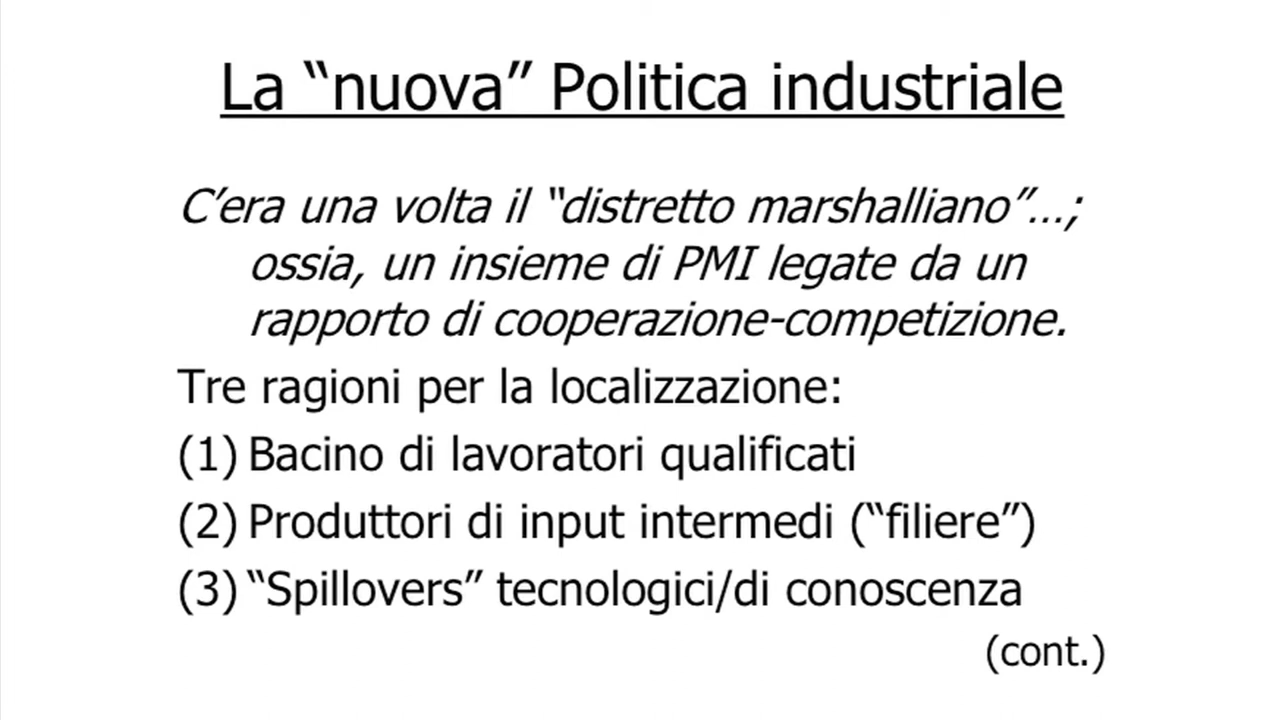 La “nuova” Politica industriale
C’era una volta il “distretto marshalliano”…;
ossia, un insieme di PMI legate da un
rapporto di cooperazione-competizione.
Tre ragioni per la localizzazione:
(1) Bacino di lavoratori qualificati
(2) Produttori di input intermedi (“filiere”)
(3) “Spillovers” tecnologici/di conoscenza
(cont.)